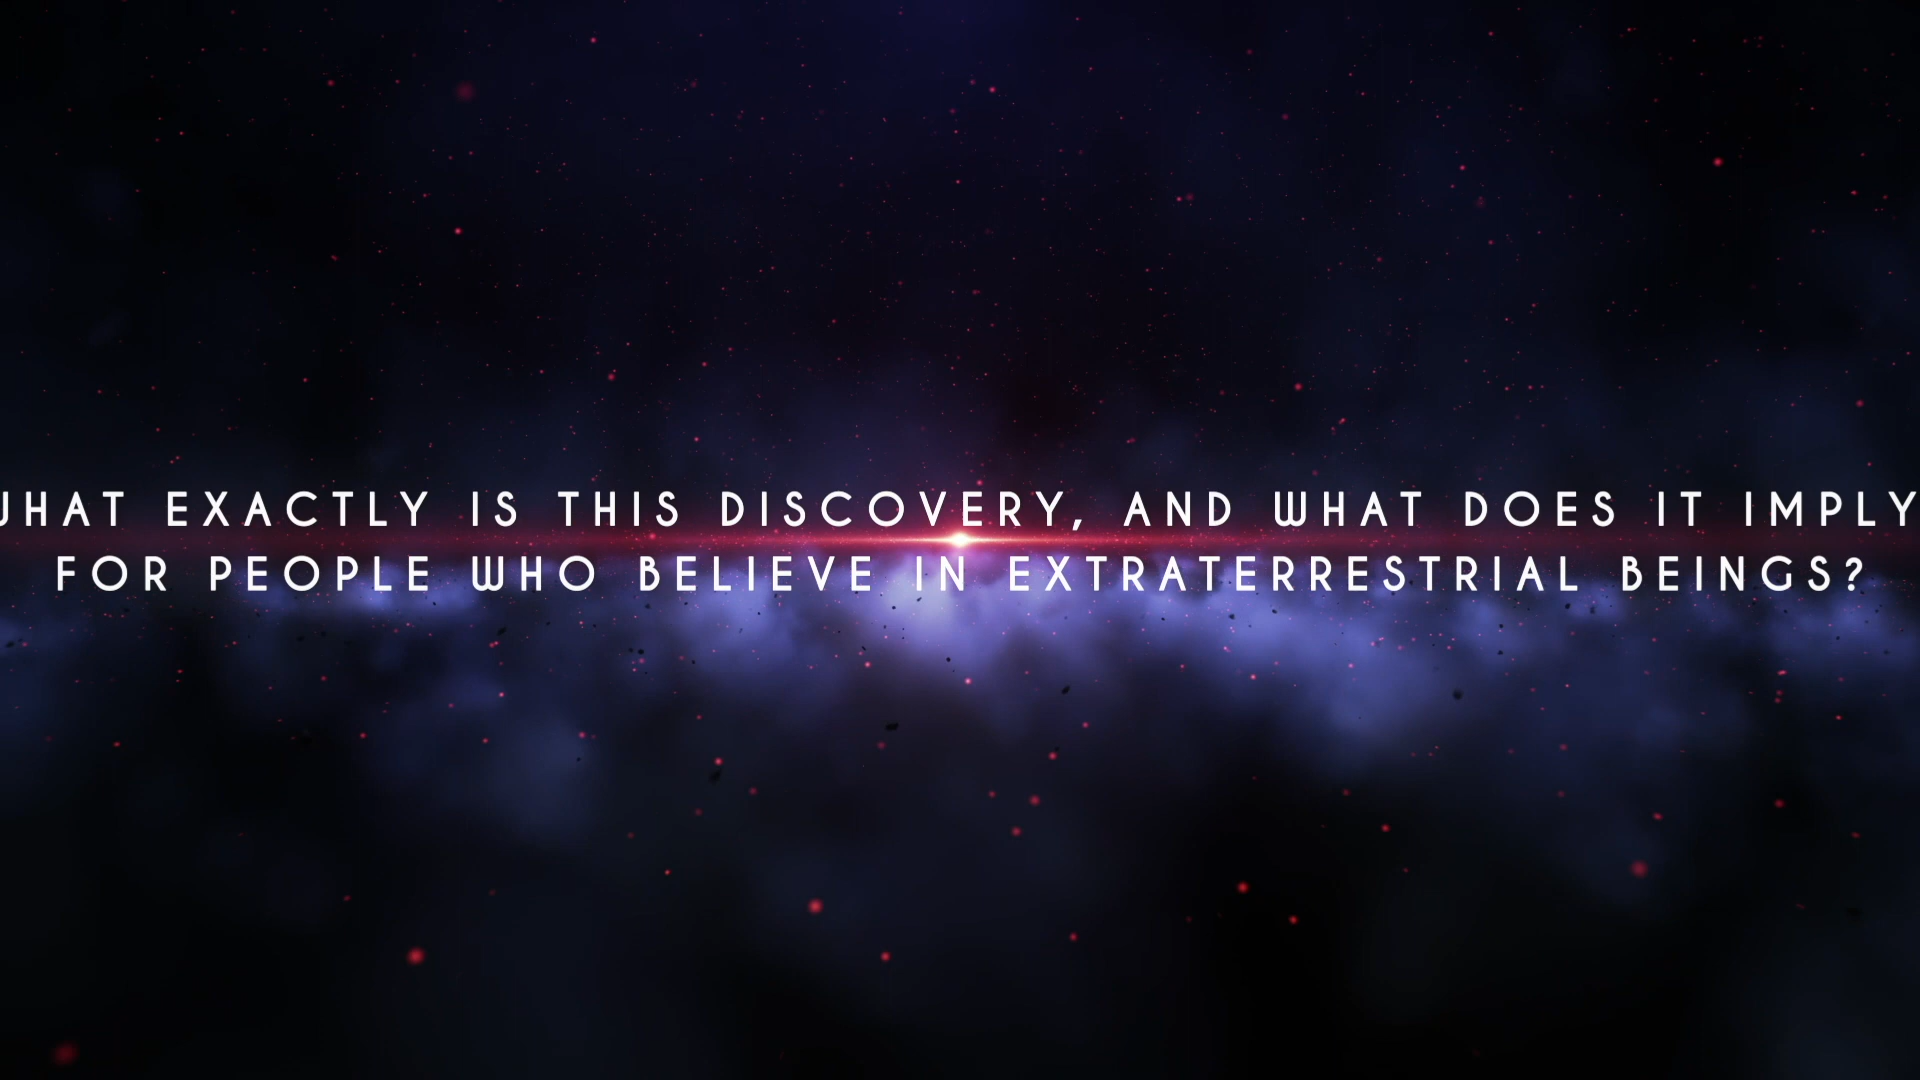 WHAT EXACTLY IS THIS DISCOVERY, AND WHAT DOES IT IMPLY
FOR PEOPLE WHO BELIEVE IN EXTRATERRESTRIAL BEINGS?